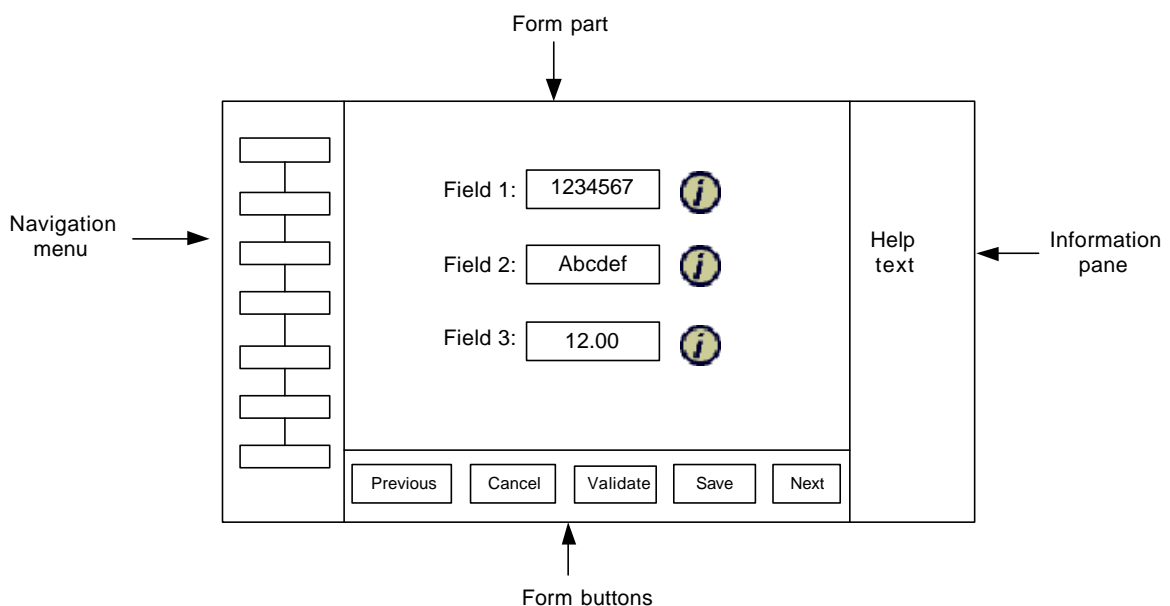 Form part
Navigation
menu
Field 1: 1234567 i
Field 2: Abcdef i
Field 3: 12.00 i
Help
text
Information
pane
Previous Cancel Validate Save Next
Form buttons